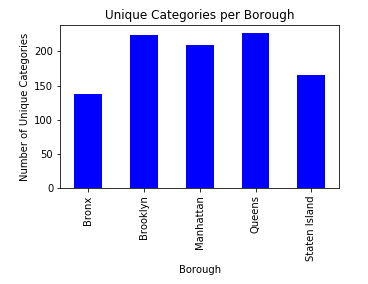 Unique Categories per Borough
Number of Unique Categories
200
150
100
50
0
Bronx
Brooklyn
Manhattan
Queens
Staten Island
Borough